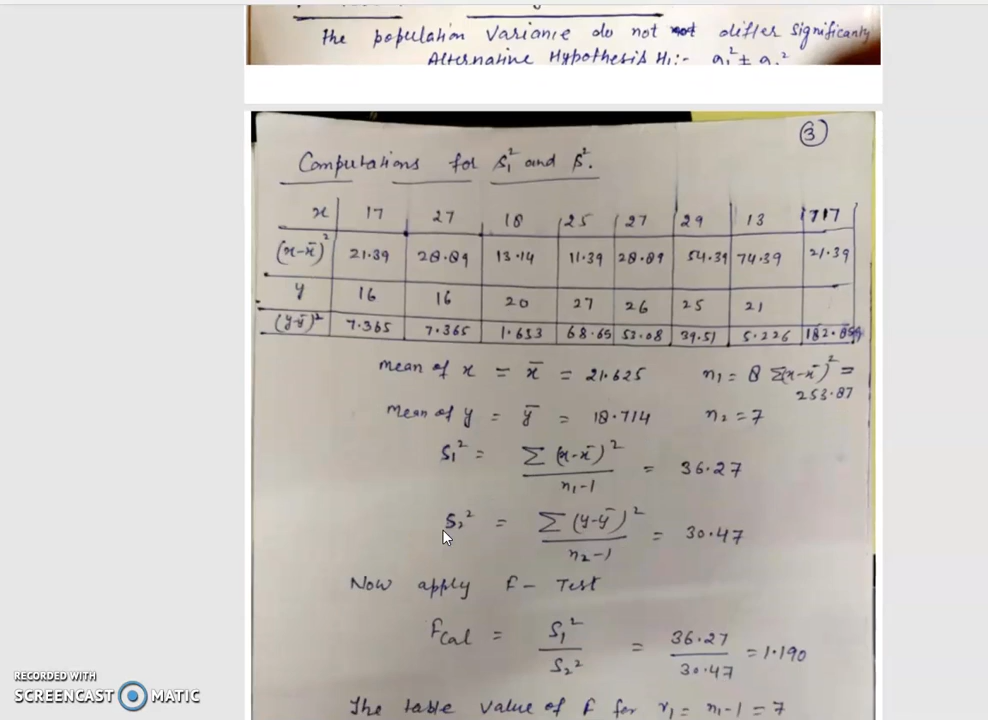 The population variance do not not differ significantly
Alternative Hypothesis H₁:- σ₁² ≠ σ₂²
③
Computations for S₁² and S².
x 17 27 18 25 27 29 13 17 17
(x-x̄)² 21.39 28.89 13.14 11.39 28.89 54.39 74.39 21.39
y 16 16 20 27 26 25 21
(y-ȳ)² 7.365 7.365 1.653 68.65 53.08 39.51 5.226 182.859
mean of x = x̄ = 21.625 n₁ = 8 Σ(x-x̄)² =
253.87
mean of y = ȳ = 18.714 n₂ = 7
S₁² = Σ(x-x̄)² / n₁-1 = 36.27
S₂² = Σ(y-ȳ)² / n₂-1 = 30.47
Now apply F- Test
Fcal = S₁² / S₂² = 36.27 / 30.47 = 1.190
The table value of F for v₁ = n₁-1 = 7
RECORDED WITH
SCREENCAST MATIC